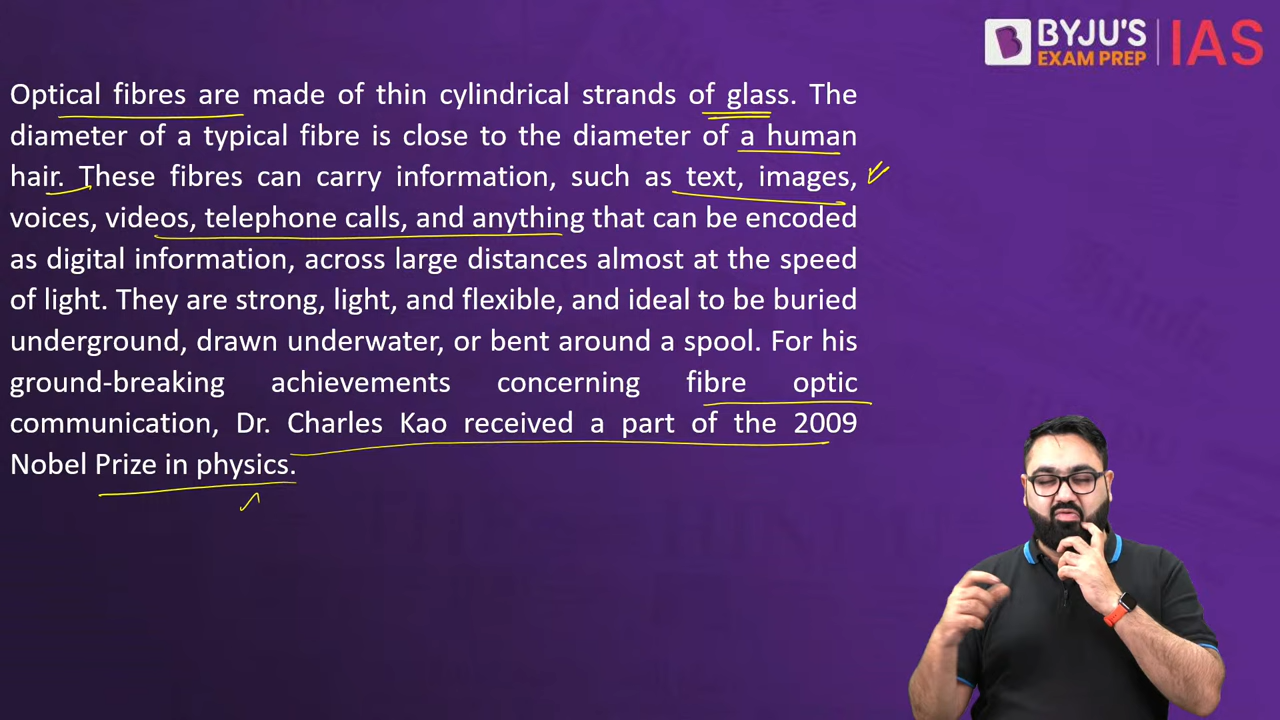 BYJU'S
EXAM PREP
IAS
Optical fibres are made of thin cylindrical strands of glass. The
diameter of a typical fibre is close to the diameter of a human
hair. These fibres can carry information, such as text, images,
voices, videos, telephone calls, and anything that can be encoded
as digital information, across large distances almost at the speed
of light. They are strong, light, and flexible, and ideal to be buried
underground, drawn underwater, or bent around a spool. For his
ground-breaking achievements concerning fibre optic
communication, Dr. Charles Kao received a part of the 2009
Nobel Prize in physics.